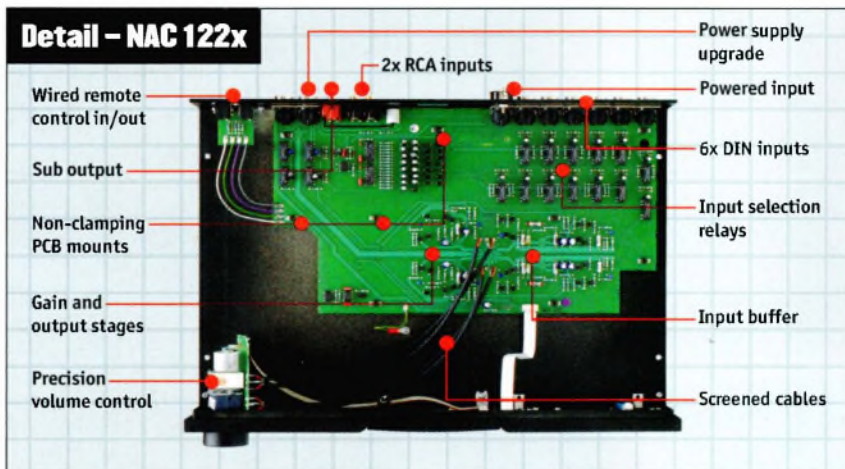 Detail – NAC 122x
Power supply
upgrade
2x RCA inputs
Wired remote
control in/out
Powered input
Sub output
6x DIN inputs
Non-clamping
PCB mounts
Input selection
relays
Gain and
output stages
Input buffer
Precision
volume control
Screened cables